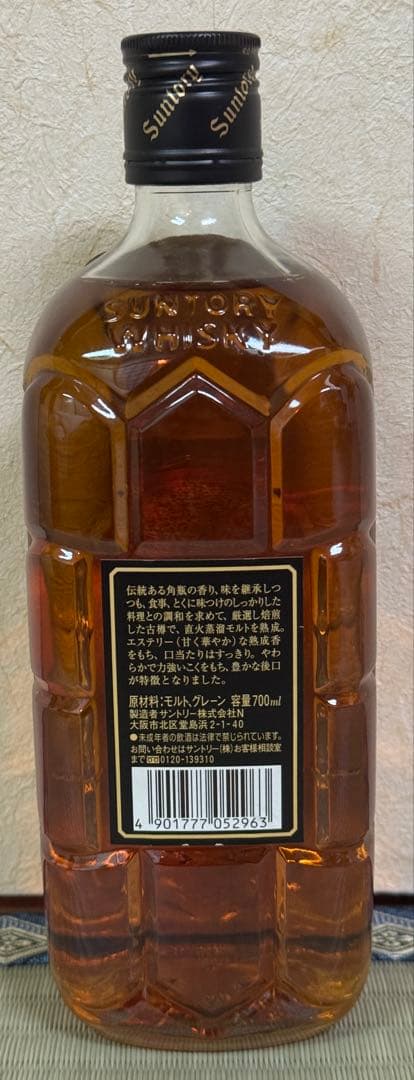 Suntory
Suntory
SUNTORY
WHISKY
伝統ある角瓶の香り、味を継承しつ
つも、食事、とくに味つけのしっかりした
料理との調和を求めて、厳選し焙煎
した古樽で、直火蒸溜モルトを熟成。
エステリー(甘く華やか)な熟成香
をもち、口当たりはすっきり。やわ
らかで力強いこくをもち、豊かな後口
が特徴となりました。
原材料:モルト、グレーン 容量700ml
製造者サントリー株式会社N
大阪市北区堂島浜2-1-40
●未成年者の飲酒は法律で禁じられています。
お問い合わせはサントリー(株)お客様相談室
まで 0120-139310
4 901777 052963